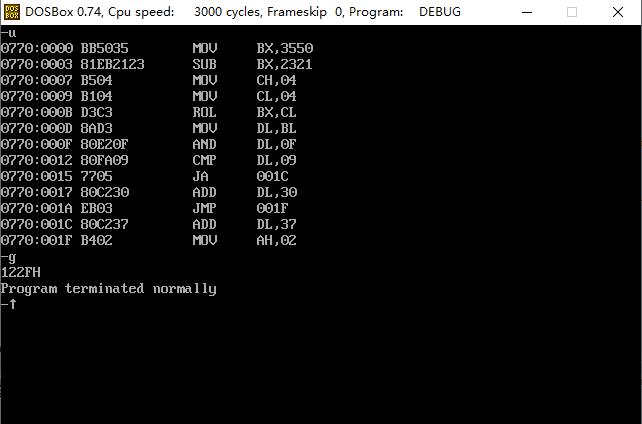 DOSBox 0.74, Cpu speed: 3000 cycles, Frameskip 0, Program: DEBUG
-u
0770:0000 BB5035 MOV BX,3550
0770:0003 81EB2123 SUB BX,2321
0770:0007 B504 MOV CH,04
0770:0009 B104 MOV CL,04
0770:000B D3C3 ROL BX,CL
0770:000D 8AD3 MOV DL,BL
0770:000F 80E20F AND DL,0F
0770:0012 80FA09 CMP DL,09
0770:0015 7705 JA 001C
0770:0017 80C230 ADD DL,30
0770:001A EB03 JMP 001F
0770:001C 80C237 ADD DL,37
0770:001F B402 MOV AH,02
-g
122FH
Program terminated normally
-↑